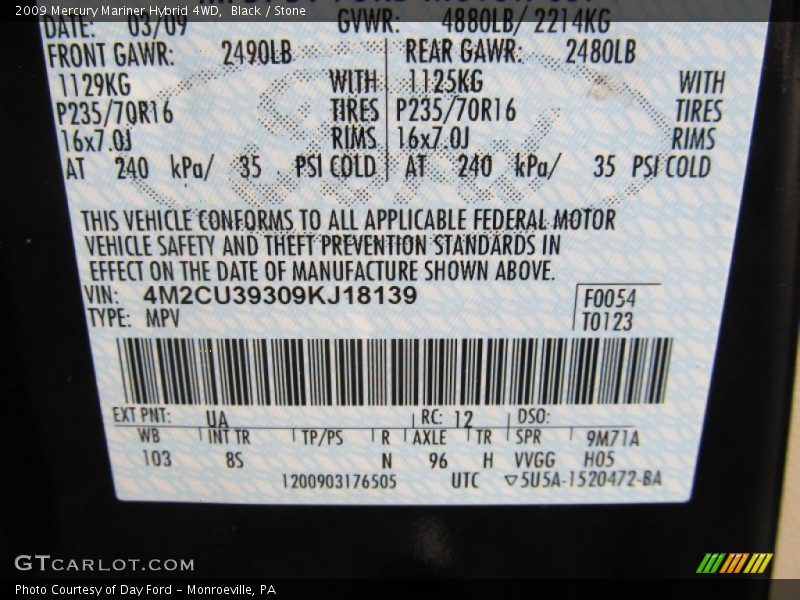 2009 Mercury Mariner Hybrid 4WD, Black / Stone
DATE: 03/09 GVWR: 4880LB/ 2214KG
FRONT GAWR: 2490LB REAR GAWR: 2480LB
1129KG WITH 1125KG WITH
P235/70R16 TIRES P235/70R16 TIRES
16x7.0J RIMS 16x7.0J RIMS
AT 240 kPa/ 35 PSI COLD AT 240 kPa/ 35 PSI COLD
THIS VEHICLE CONFORMS TO ALL APPLICABLE FEDERAL MOTOR
VEHICLE SAFETY AND THEFT PREVENTION STANDARDS IN
EFFECT ON THE DATE OF MANUFACTURE SHOWN ABOVE.
VIN: 4M2CU39309KJ18139 F0054
TYPE: MPV T0123
EXT PNT: UA RC: 12 DSO:
WB INT TR TP/PS R AXLE TR SPR 9M71A
103 8S N 96 H VVGG H05
1200903176505 UTC ▽5U5A-1520472-BA
GTCARLOT.COM
Photo Courtesy of Day Ford - Monroeville, PA